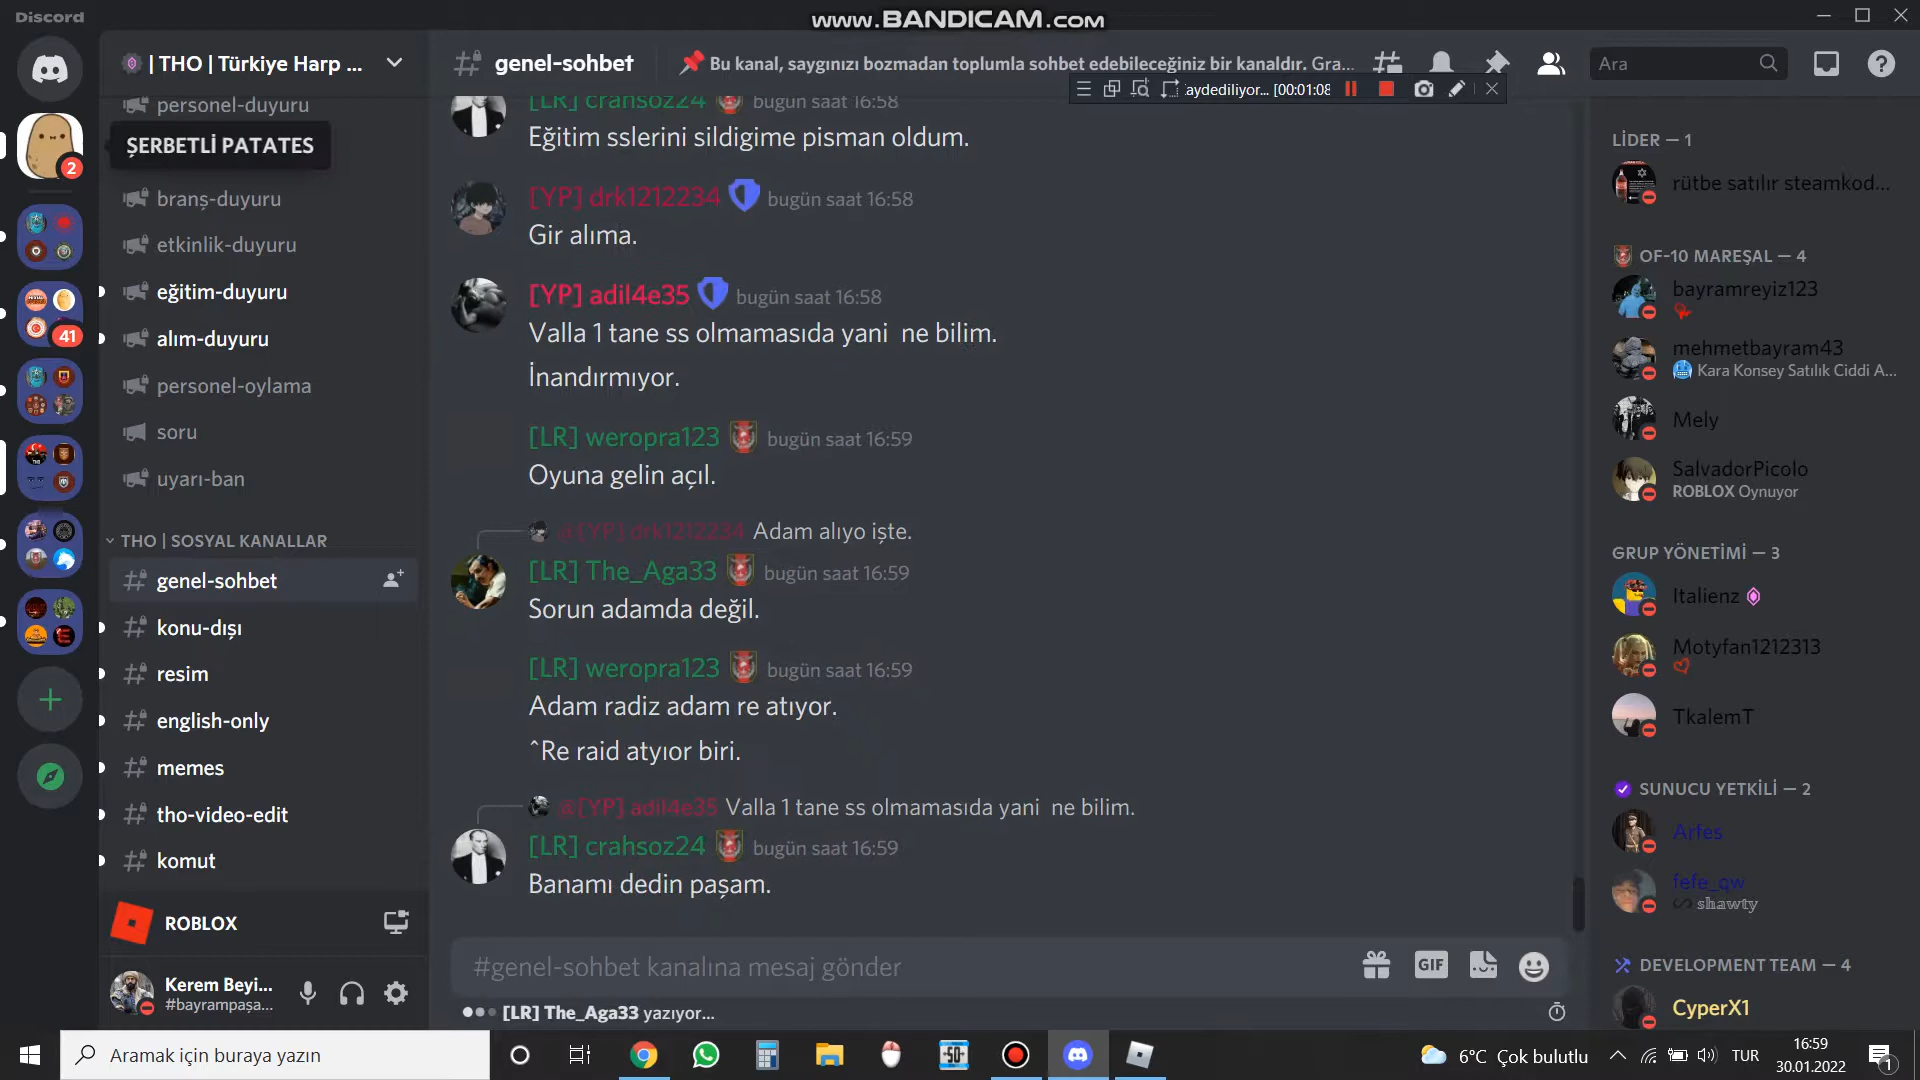 Discord
www.BANDICAM.com
| THO | Türkiye Harp ...
personel-duyuru
ŞERBETLİ PATATES
2
branş-duyuru
etkinlik-duyuru
eğitim-duyuru
41
alım-duyuru
personel-oylama
soru
uyarı-ban
THO | SOSYAL KANALLAR
genel-sohbet
konu-dışı
resim
english-only
memes
tho-video-edit
komut
ROBLOX
Kerem Beyi...
#bayrampaşa...
genel-sohbet
Bu kanal, saygınızı bozmadan toplumla sohbet edebileceğiniz bir kanaldır. Gra...
Ara
aydediliyor... [00:01:08
[LR] crahsoz24 bugün saat 16:58
Eğitim sslerini sildigime pisman oldum.
[YP] drk1212234 bugün saat 16:58
Gir alıma.
[YP] adil4e35 bugün saat 16:58
Valla 1 tane ss olmamasıda yani  ne bilim.
İnandırmıyor.
[LR] weropra123 bugün saat 16:59
Oyuna gelin açıl.
@[YP] drk1212234 Adam alıyo işte.
[LR] The_Aga33 bugün saat 16:59
Sorun adamda değil.
[LR] weropra123 bugün saat 16:59
Adam radiz adam re atıyor.
^Re raid atyıor biri.
@[YP] adil4e35 Valla 1 tane ss olmamasıda yani  ne bilim.
[LR] crahsoz24 bugün saat 16:59
Banamı dedin paşam.
#genel-sohbet kanalına mesaj gönder
GIF
[LR] The_Aga33 yazıyor...
LİDER — 1
rütbe satılır steamkod...
OF-10 MAREŞAL — 4
bayramreyiz123
mehmetbayram43
Kara Konsey Satılık Ciddi A...
Mely
SalvadorPicolo
ROBLOX Oynuyor
GRUP YÖNETİMİ — 3
Italienz
Motyfan1212313
TkalemT
SUNUCU YETKİLİ — 2
Arfes
fefe_qw
shawty
DEVELOPMENT TEAM — 4
CyperX1
Aramak için buraya yazın
6°C Çok bulutlu
TUR
16:59
30.01.2022
1